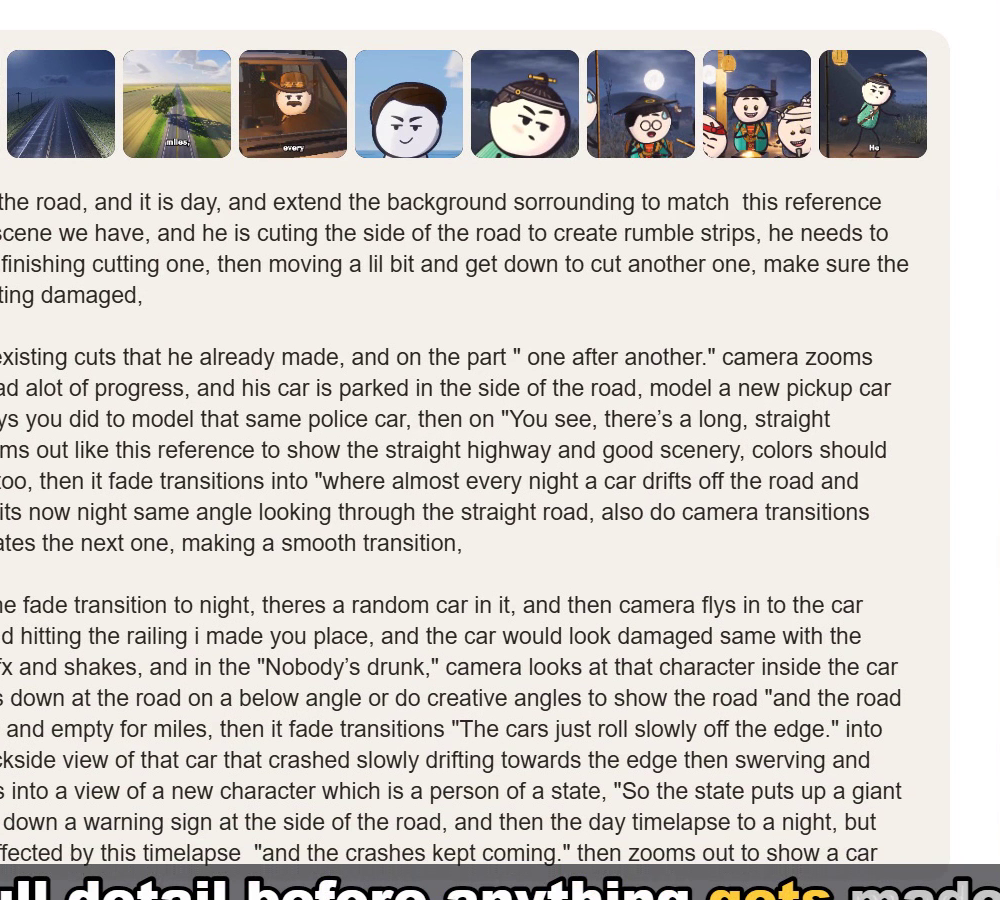 miles,
every
He
the road, and it is day, and extend the background sorrounding to match  this reference
scene we have, and he is cuting the side of the road to create rumble strips, he needs to
finishing cutting one, then moving a lil bit and get down to cut another one, make sure the
ting damaged,
existing cuts that he already made, and on the part " one after another." camera zooms
ad alot of progress, and his car is parked in the side of the road, model a new pickup car
ys you did to model that same police car, then on "You see, there’s a long, straight
ms out like this reference to show the straight highway and good scenery, colors should
too, then it fade transitions into "where almost every night a car drifts off the road and
its now night same angle looking through the straight road, also do camera transitions
ates the next one, making a smooth transition,
he fade transition to night, theres a random car in it, and then camera flys in to the car
d hitting the railing i made you place, and the car would look damaged same with the
fx and shakes, and in the "Nobody’s drunk," camera looks at that character inside the car
s down at the road on a below angle or do creative angles to show the road "and the road
and empty for miles, then it fade transitions "The cars just roll slowly off the edge." into
ckside view of that car that crashed slowly drifting towards the edge then swerving and
s into a view of a new character which is a person of a state, "So the state puts up a giant
down a warning sign at the side of the road, and then the day timelapse to a night, but
ffected by this timelapse  "and the crashes kept coming." then zooms out to show a car
ull detail before anything gets made